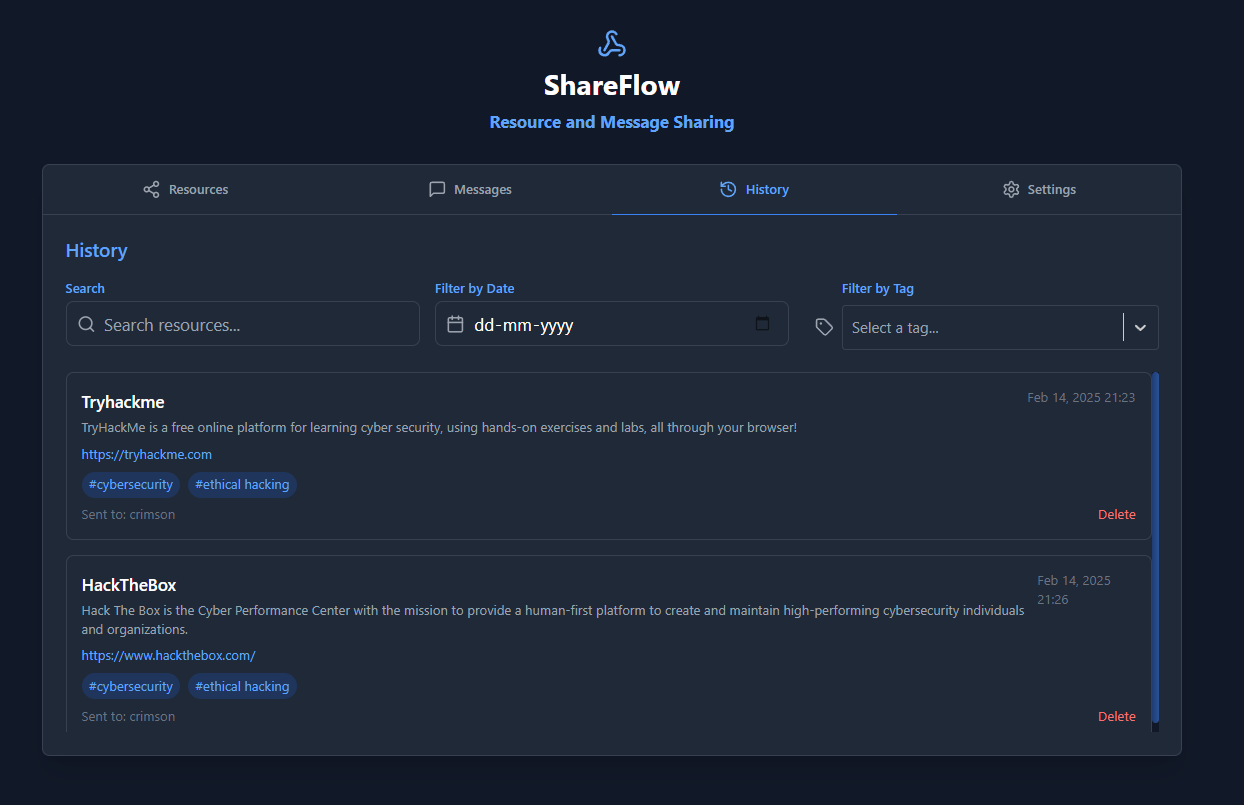 ShareFlow
Resource and Message Sharing
Resources Messages History Settings
History
Search Filter by Date Filter by Tag
Search resources... dd-mm-yyyy Select a tag...
Tryhackme Feb 14, 2025 21:23
TryHackMe is a free online platform for learning cyber security, using hands-on exercises and labs, all through your browser!
https://tryhackme.com
#cybersecurity #ethical hacking
Sent to: crimson Delete
HackTheBox Feb 14, 2025
21:26
Hack The Box is the Cyber Performance Center with the mission to provide a human-first platform to create and maintain high-performing cybersecurity individuals
and organizations.
https://www.hackthebox.com/
#cybersecurity #ethical hacking
Sent to: crimson Delete